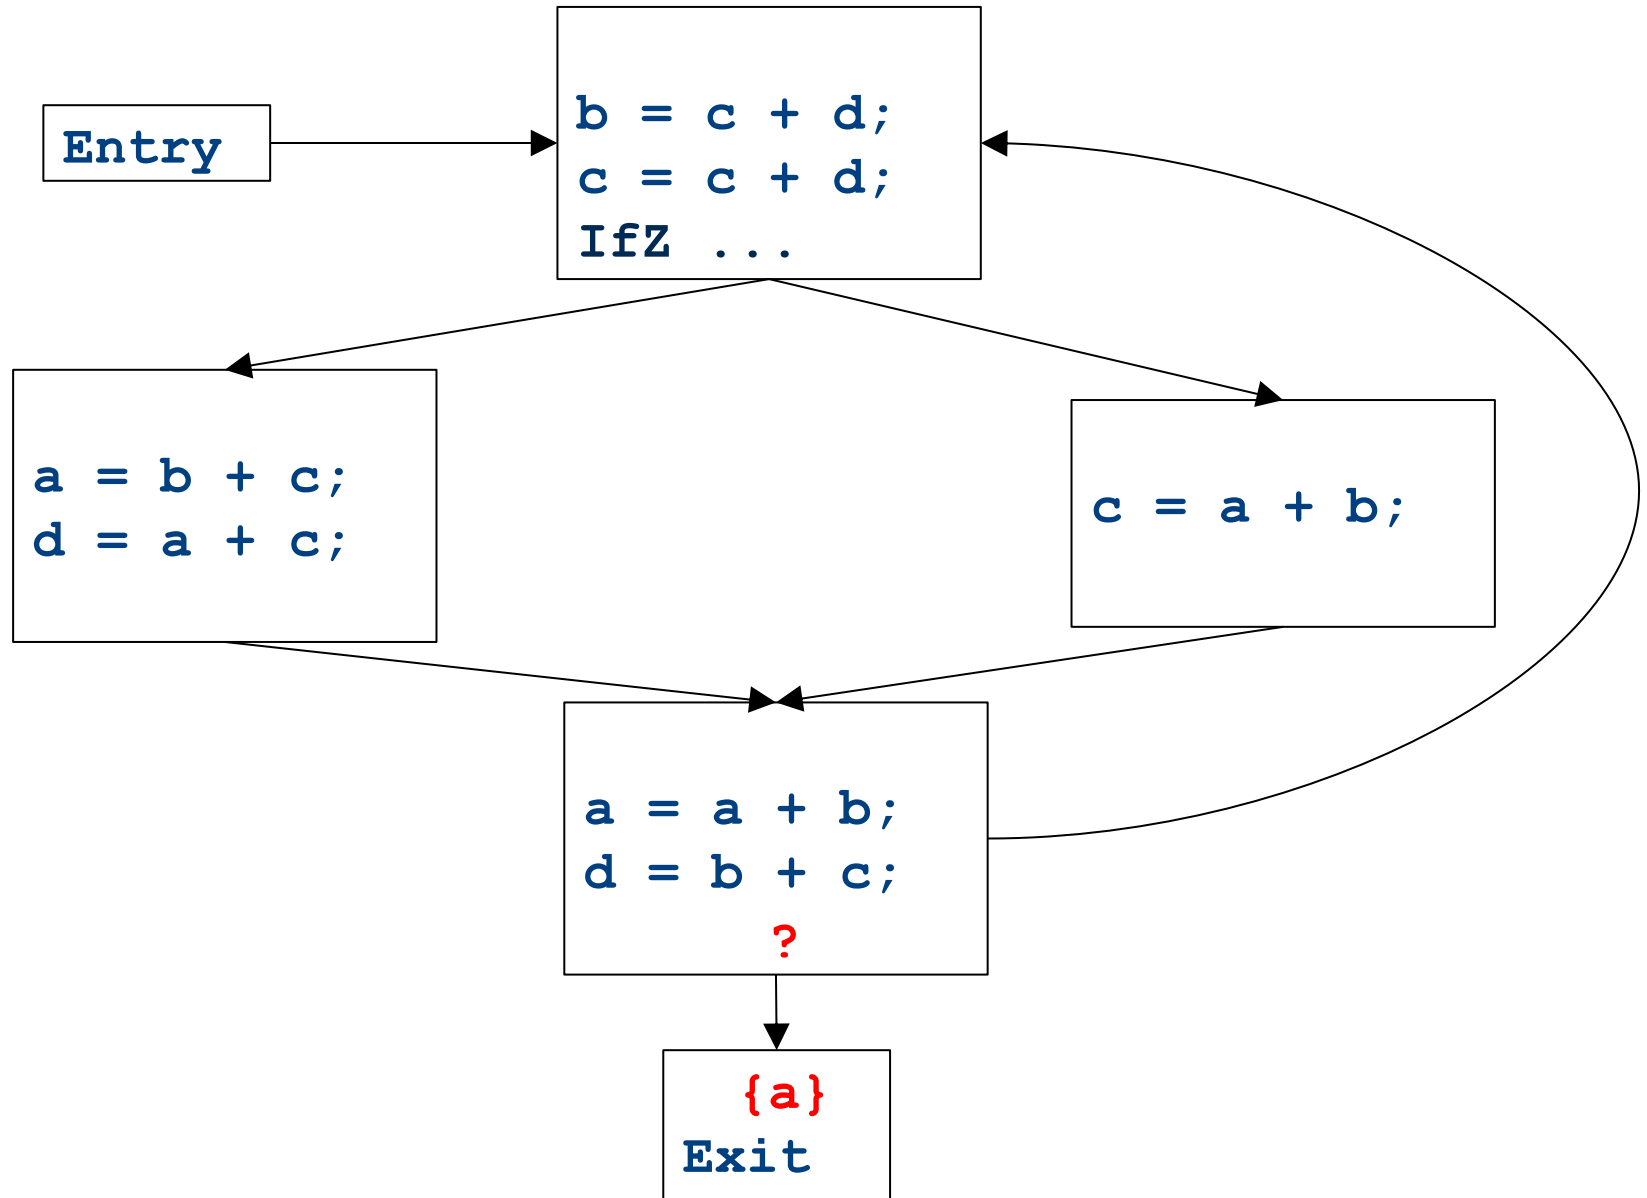 Entry
b = c + d;
c = c + d;
IfZ ...
a = b + c;
d = a + c;
c = a + b;
a = a + b;
d = b + c;
?
{a}
Exit